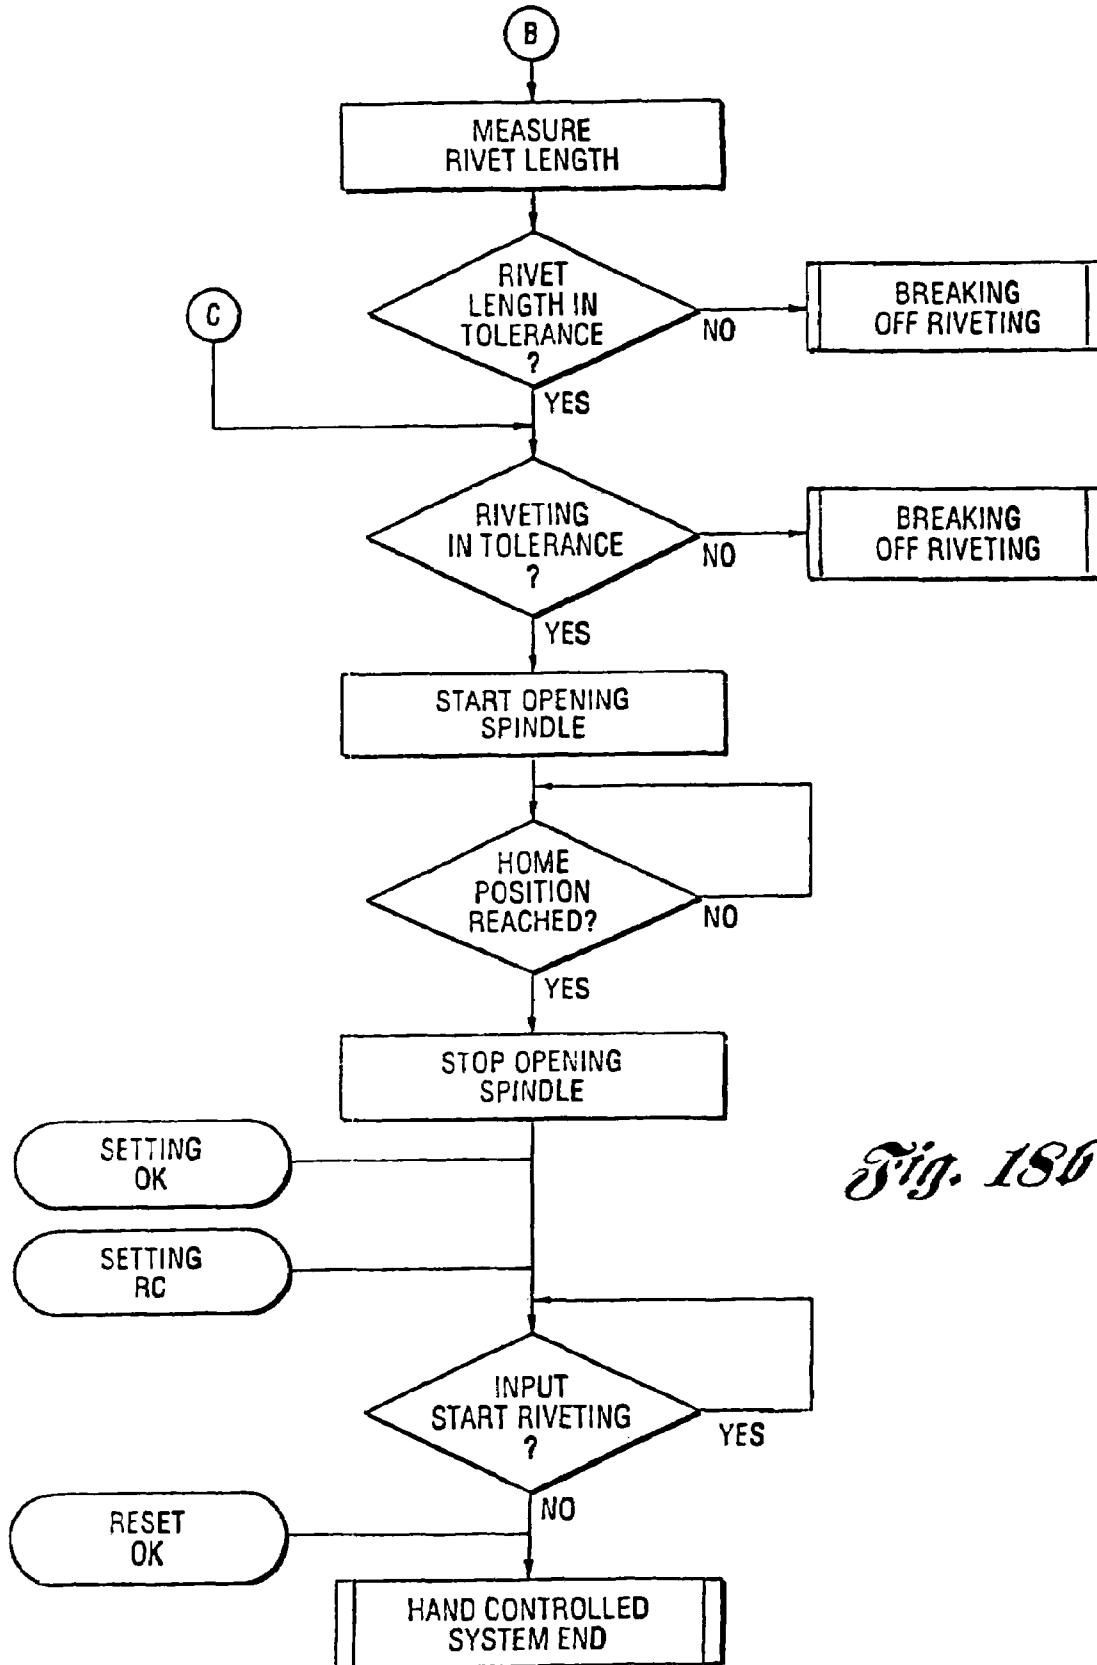 B
MEASURE
RIVET LENGTH
RIVET
LENGTH IN
TOLERANCE
?
NO
YES
BREAKING
OFF RIVETING
C
RIVETING
IN TOLERANCE
?
NO
YES
BREAKING
OFF RIVETING
START OPENING
SPINDLE
HOME
POSITION
REACHED?
NO
YES
STOP OPENING
SPINDLE
SETTING
OK
Fig. 18b
SETTING
RC
INPUT
START RIVETING
?
YES
NO
RESET
OK
HAND CONTROLLED
SYSTEM END